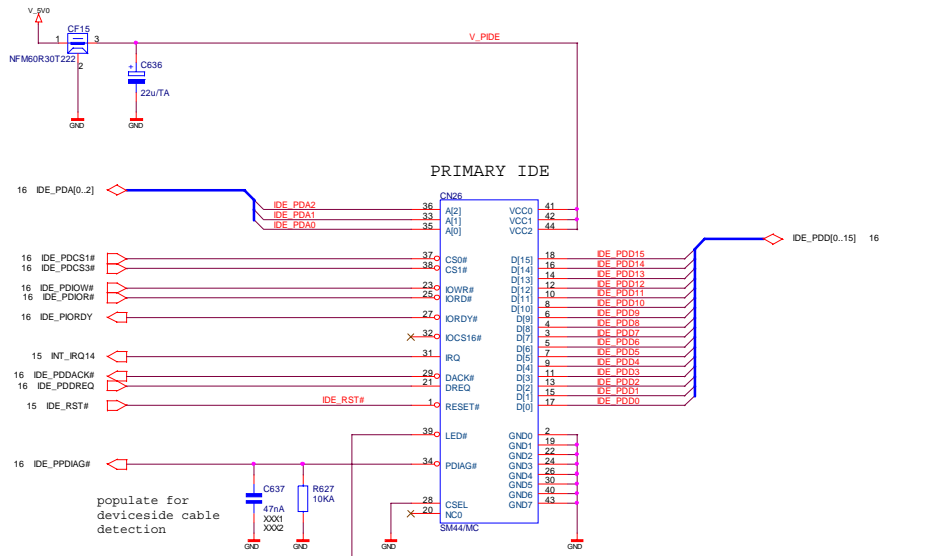 V_5V0
CF15
1
3
V_PIDE
NFM60R30T222
2
+
C636
22u/TA
GND
GND
PRIMARY IDE
CN26
16 IDE_PDA[0..2]
IDE_PDA2 36 A[2] VCC0 41
IDE_PDA1 33 A[1] VCC1 42
IDE_PDA0 35 A[0] VCC2 44
IDE_PDD[0..15] 16
16 IDE_PDCS1# 37 CS0# D[15] 18 IDE_PDD15
16 IDE_PDCS3# 38 CS1# D[14] 16 IDE_PDD14
D[13] 14 IDE_PDD13
16 IDE_PDIOW# 23 IOWR# D[12] 12 IDE_PDD12
16 IDE_PDIOR# 25 IORD# D[11] 10 IDE_PDD11
D[10] 8 IDE_PDD10
16 IDE_PIORDY 27 IORDY# D[9] 6 IDE_PDD9
D[8] 4 IDE_PDD8
32 IOCS16# D[7] 3 IDE_PDD7
D[6] 5 IDE_PDD6
15 INT_IRQ14 31 IRQ D[5] 7 IDE_PDD5
D[4] 9 IDE_PDD4
16 IDE_PDDACK# 29 DACK# D[3] 11 IDE_PDD3
16 IDE_PDDREQ 21 DREQ D[2] 13 IDE_PDD2
D[1] 15 IDE_PDD1
15 IDE_RST# IDE_RST# 1 RESET# D[0] 17 IDE_PDD0
39 LED# GND0 2
GND1 19
GND2 22
16 IDE_PPDIAG# 34 PDIAG# GND3 24
GND4 26
GND5 30
GND6 40
GND7 43
C637
47nA
XXX1
XXX2
R627
10KA
populate for
deviceside cable
detection
28 CSEL
20 NC0
SM44/MC
GND
GND
GND
GND